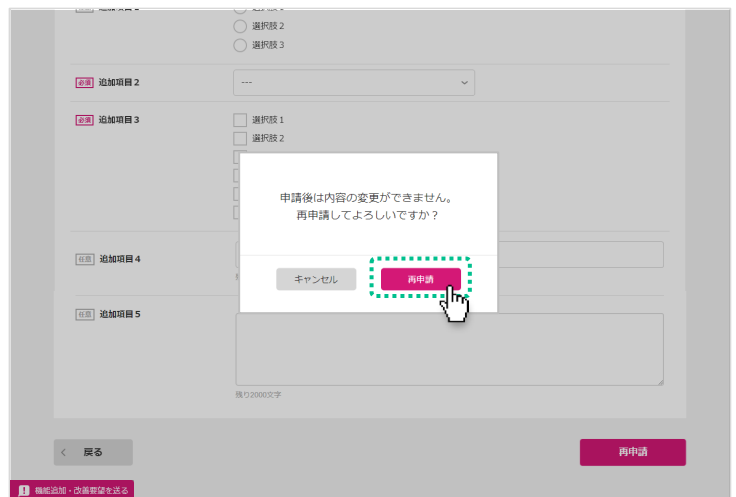 選択肢 2
選択肢 3
必須 追加項目 2
---
必須 追加項目 3
選択肢 1
選択肢 2
申請後は内容の変更ができません。
再申請してよろしいですか？
キャンセル 再申請
任意 追加項目 4
任意 追加項目 5
残り2000文字
< 戻る 再申請
機能追加・改善要望を送る